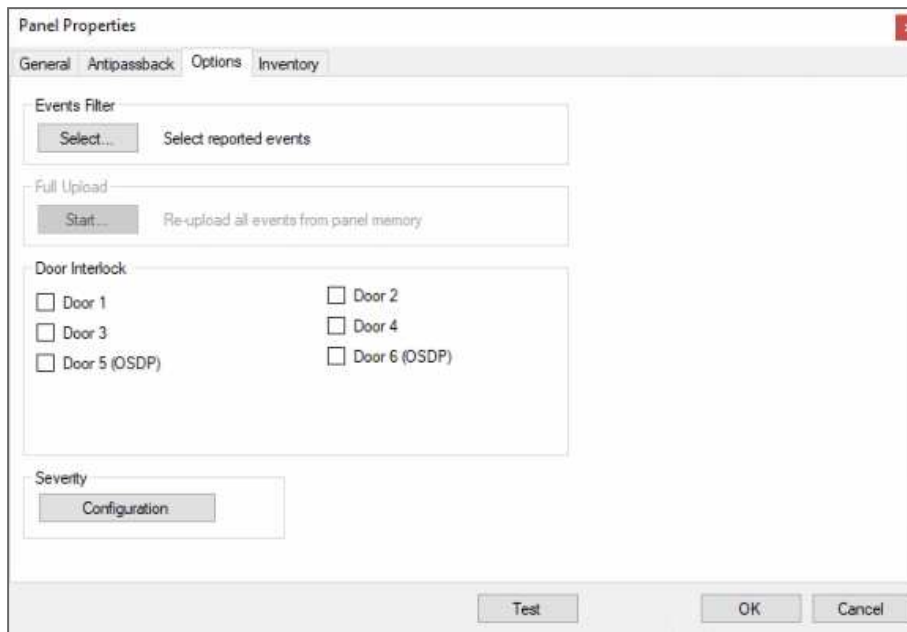 Panel Properties
General Antipassback Options Inventory
Events Filter
Select... Select reported events
Full Upload
Start... Re-upload all events from panel memory
Door Interlock
Door 1 Door 2
Door 3 Door 4
Door 5 (OSDP) Door 6 (OSDP)
Severity
Configuration
Test OK Cancel